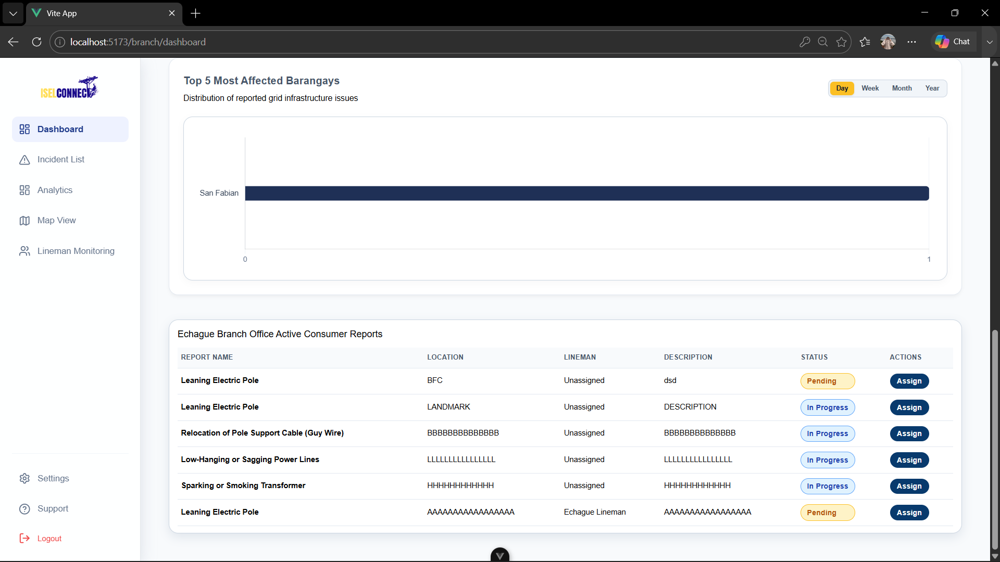 Vite App
localhost:5173/branch/dashboard
Chat
ISELCONNECT
Dashboard
Incident List
Analytics
Map View
Lineman Monitoring
Settings
Support
Logout
Top 5 Most Affected Barangays
Distribution of reported grid infrastructure issues
Day Week Month Year
San Fabian
0 1
Echague Branch Office Active Consumer Reports
REPORT NAME LOCATION LINEMAN DESCRIPTION STATUS ACTIONS
Leaning Electric Pole BFC Unassigned dsd Pending Assign
Leaning Electric Pole LANDMARK Unassigned DESCRIPTION In Progress Assign
Relocation of Pole Support Cable (Guy Wire) BBBBBBBBBBBBBB Unassigned BBBBBBBBBBBBBB In Progress Assign
Low-Hanging or Sagging Power Lines LLLLLLLLLLLLLLLL Unassigned LLLLLLLLLLLLLLLL In Progress Assign
Sparking or Smoking Transformer HHHHHHHHHHHH Unassigned HHHHHHHHHHHH In Progress Assign
Leaning Electric Pole AAAAAAAAAAAAAAAAA Echague Lineman AAAAAAAAAAAAAAAAA Pending Assign